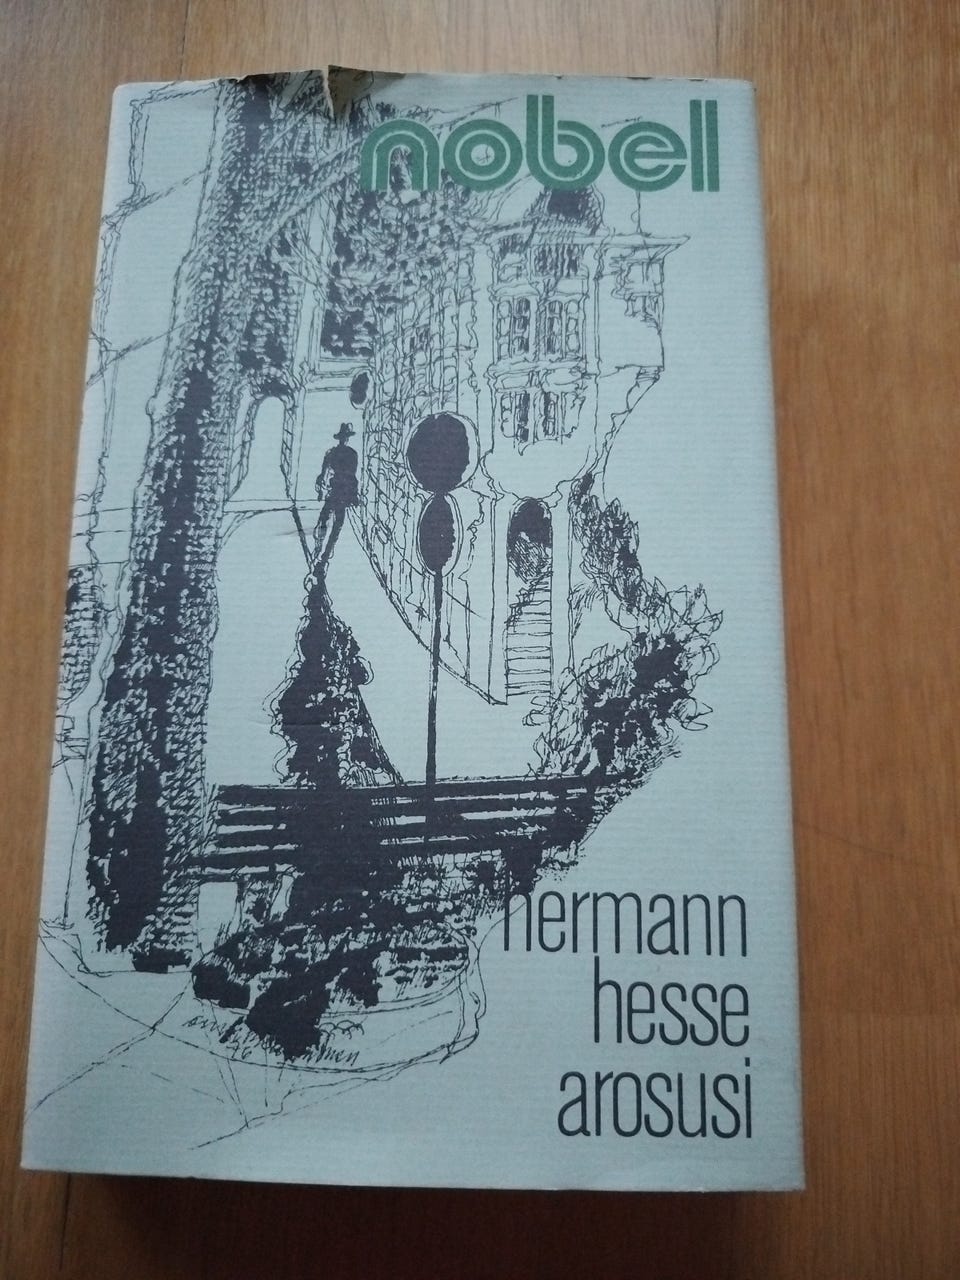 nobel
hermann
hesse
arosusi